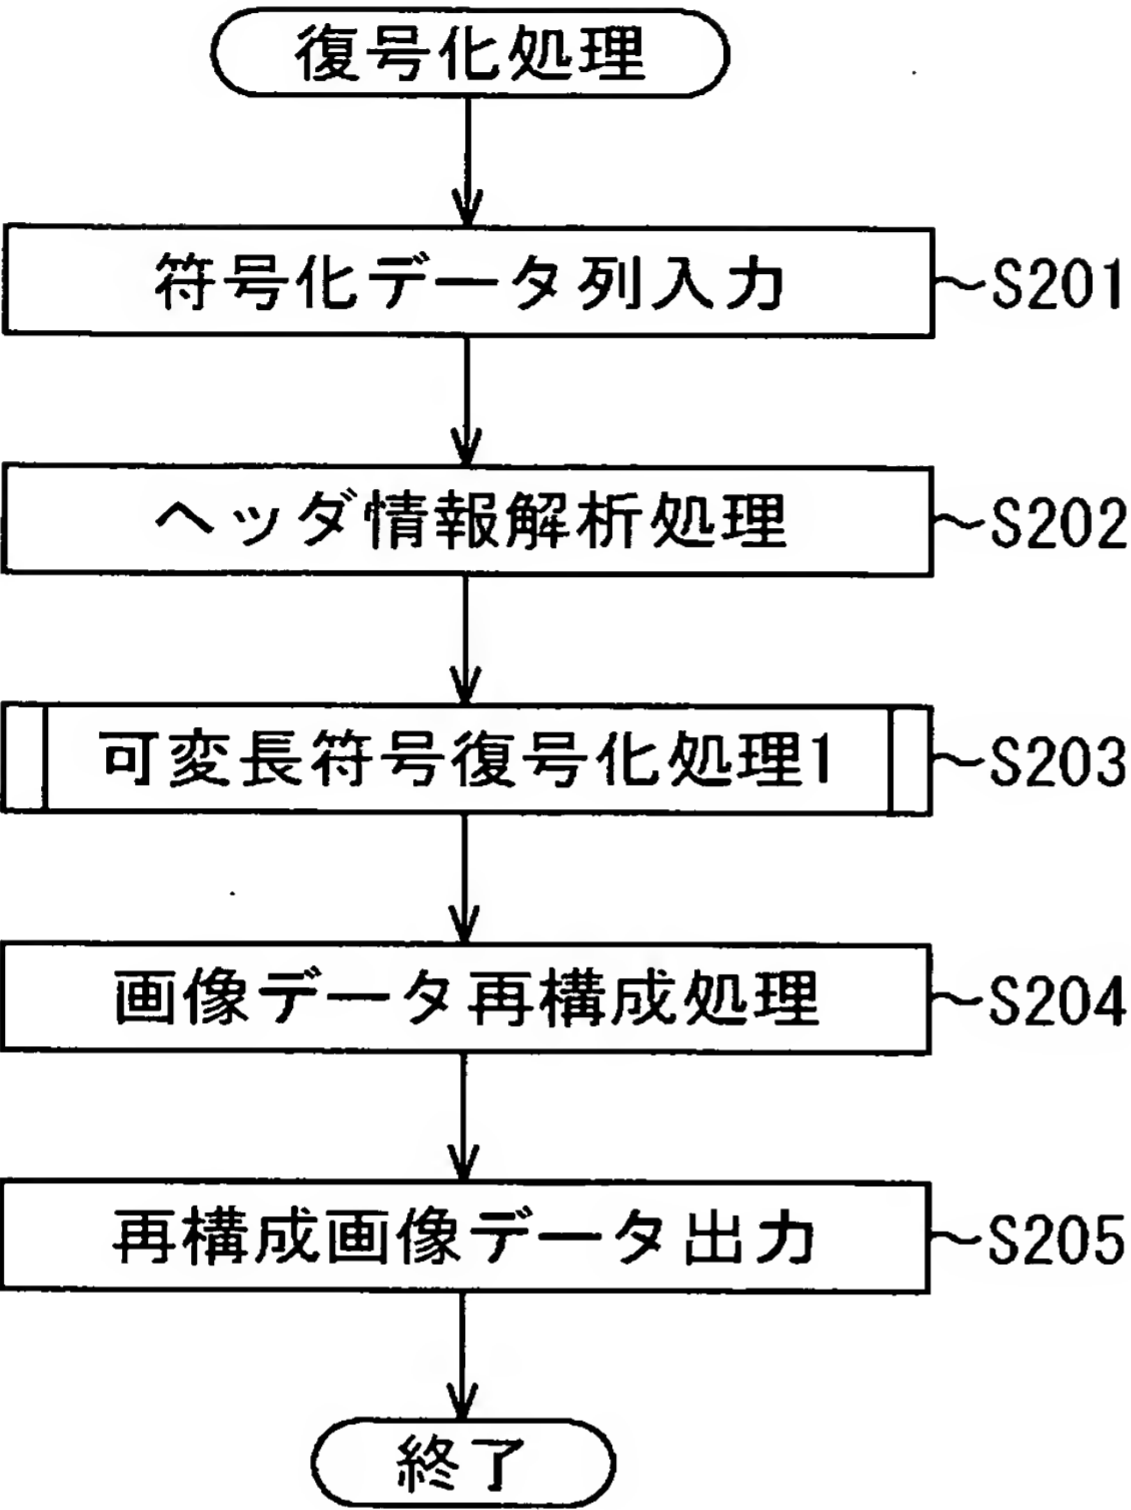 復号化処理
符号化データ列入力 S201
ヘッダ情報解析処理 S202
可変長符号復号化処理1 S203
画像データ再構成処理 S204
再構成画像データ出力 S205
終了